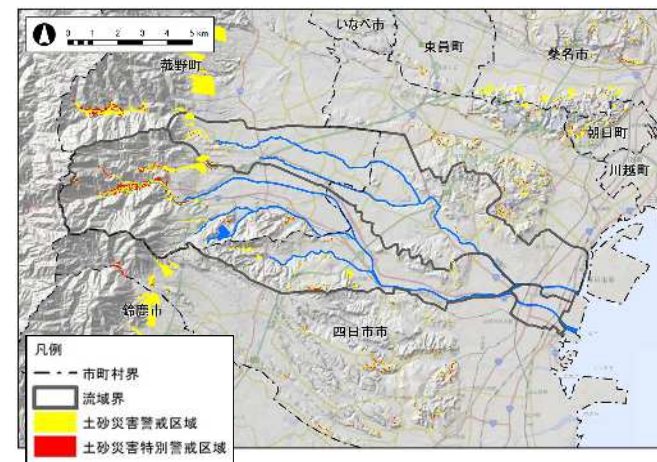 0 1 2 3 4 5 km
いなべ市
東員町
桑名市
菰野町
朝日町
川越町
鈴鹿市
四日市市
凡例
市町村界
流域界
土砂災害警戒区域
土砂災害特別警戒区域